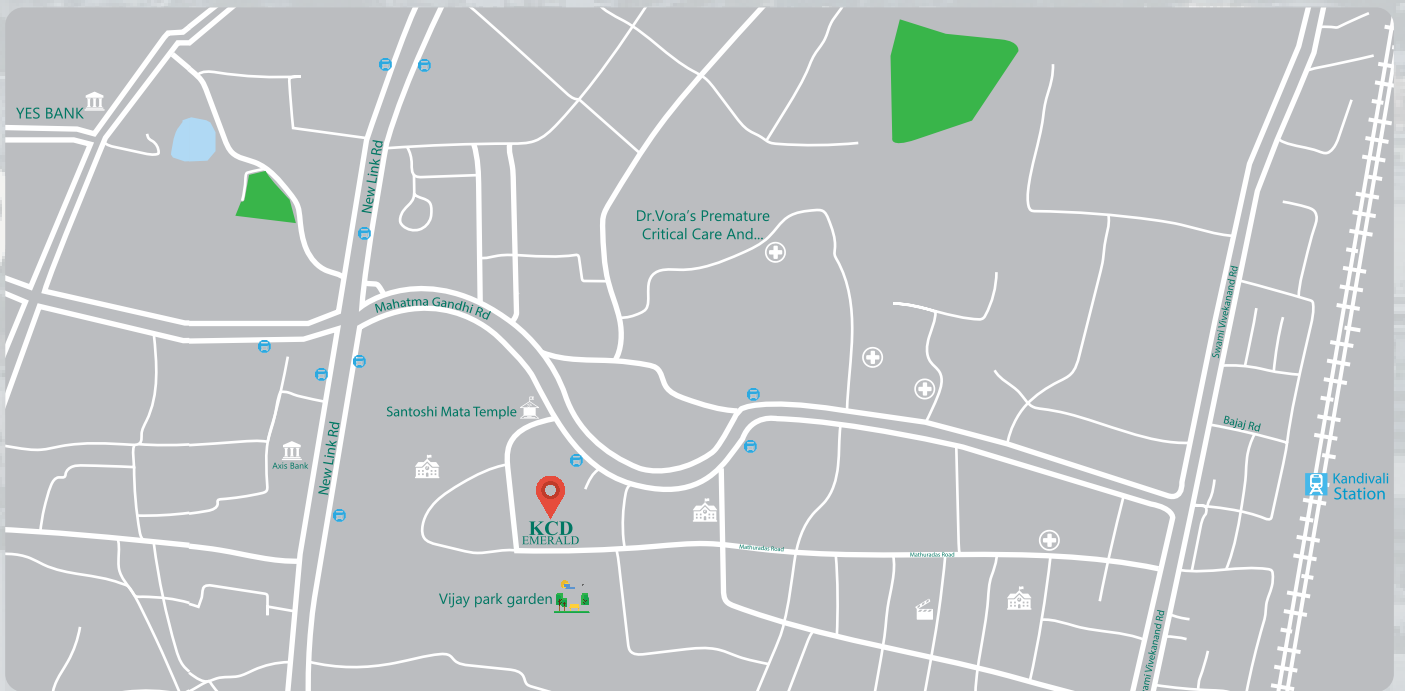 YES BANK
New Link Rd
Dr.Vora's Premature
Critical Care And...
Mahatma Gandhi Rd
Swami Vivekanand Rd
Santoshi Mata Temple
Bajaj Rd
Axis Bank
New Link Rd
Kandivali
Station
KCD
EMERALD
Mathuradas Road
Mathuradas Road
Vijay park garden
ami Vivekanand Rd